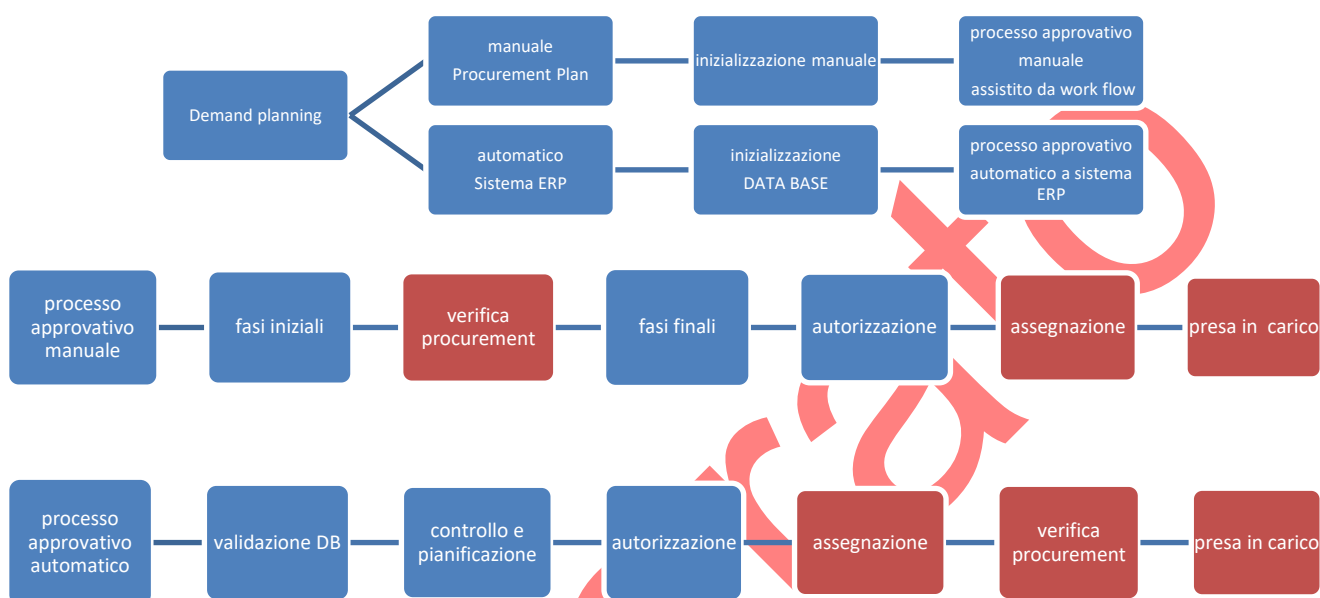 manuale
Procurement Plan
inizializzazione manuale
processo approvativo
manuale
assistito da work flow
Demand planning
automatico
Sistema ERP
inizializzazione
DATA BASE
processo approvativo
automatico a sistema
ERP
processo
approvativo
manuale
fasi iniziali
verifica
procurement
fasi finali
autorizzazione
assegnazione
presa in carico
processo
approvativo
automatico
validazione DB
controllo e
pianificazione
autorizzazione
assegnazione
verifica
procurement
presa in carico